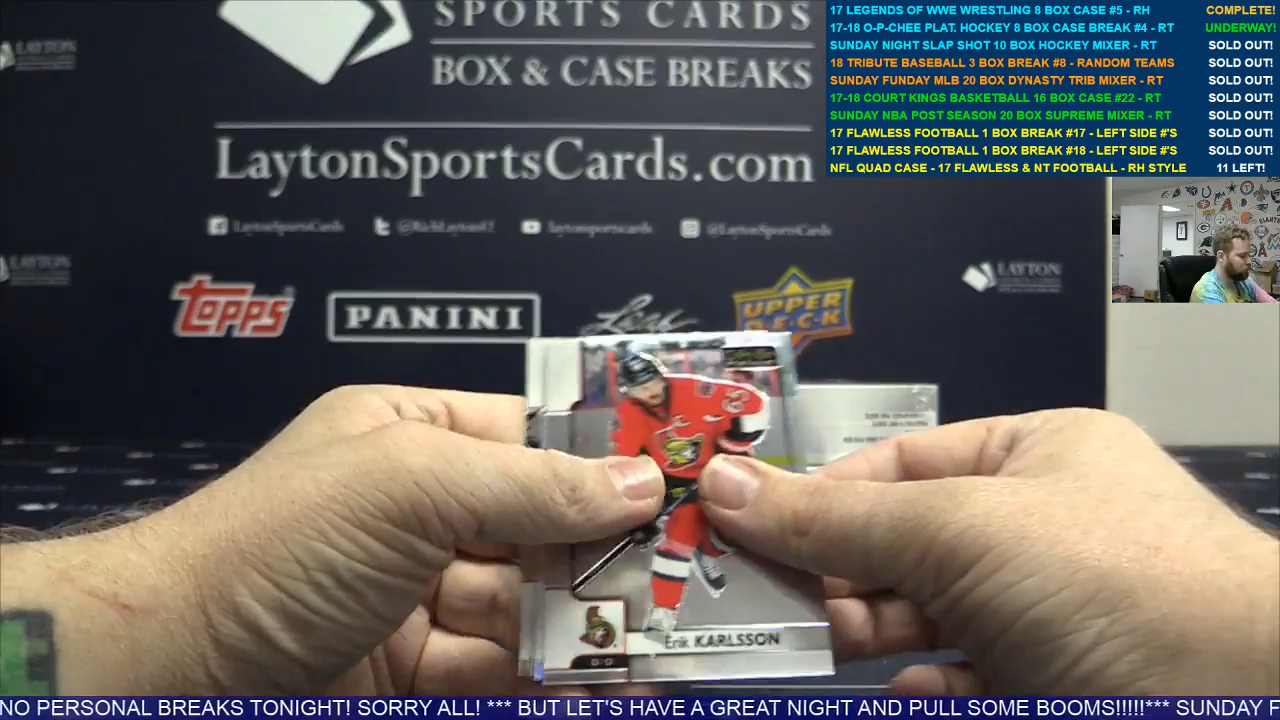 SPORTS CARDS
BOX & CASE BREAKS
LaytonSportsCards.com
LaytonSportsCards
@RichLayton42
laytonsportscards
@LaytonSportsCards
LAYTON
LAYTON
LAYTON
Topps
PANINI
Leaf
UPPER
DECK
Erik KARLSSON
17 LEGENDS OF WWE WRESTLING 8 BOX CASE #5 - RH COMPLETE!
17-18 O-P-CHEE PLAT. HOCKEY 8 BOX CASE BREAK #4 - RT UNDERWAY!
SUNDAY NIGHT SLAP SHOT 10 BOX HOCKEY MIXER - RT SOLD OUT!
18 TRIBUTE BASEBALL 3 BOX BREAK #8 - RANDOM TEAMS SOLD OUT!
SUNDAY FUNDAY MLB 20 BOX DYNASTY TRIB MIXER - RT SOLD OUT!
17-18 COURT KINGS BASKETBALL 16 BOX CASE #22 - RT SOLD OUT!
SUNDAY NBA POST SEASON 20 BOX SUPREME MIXER - RT SOLD OUT!
17 FLAWLESS FOOTBALL 1 BOX BREAK #17 - LEFT SIDE #'S SOLD OUT!
17 FLAWLESS FOOTBALL 1 BOX BREAK #18 - LEFT SIDE #'S SOLD OUT!
NFL QUAD CASE - 17 FLAWLESS & NT FOOTBALL - RH STYLE 11 LEFT!
NO PERSONAL BREAKS TONIGHT! SORRY ALL! *** BUT LET'S HAVE A GREAT NIGHT AND PULL SOME BOOMS!!!!!*** SUNDAY F